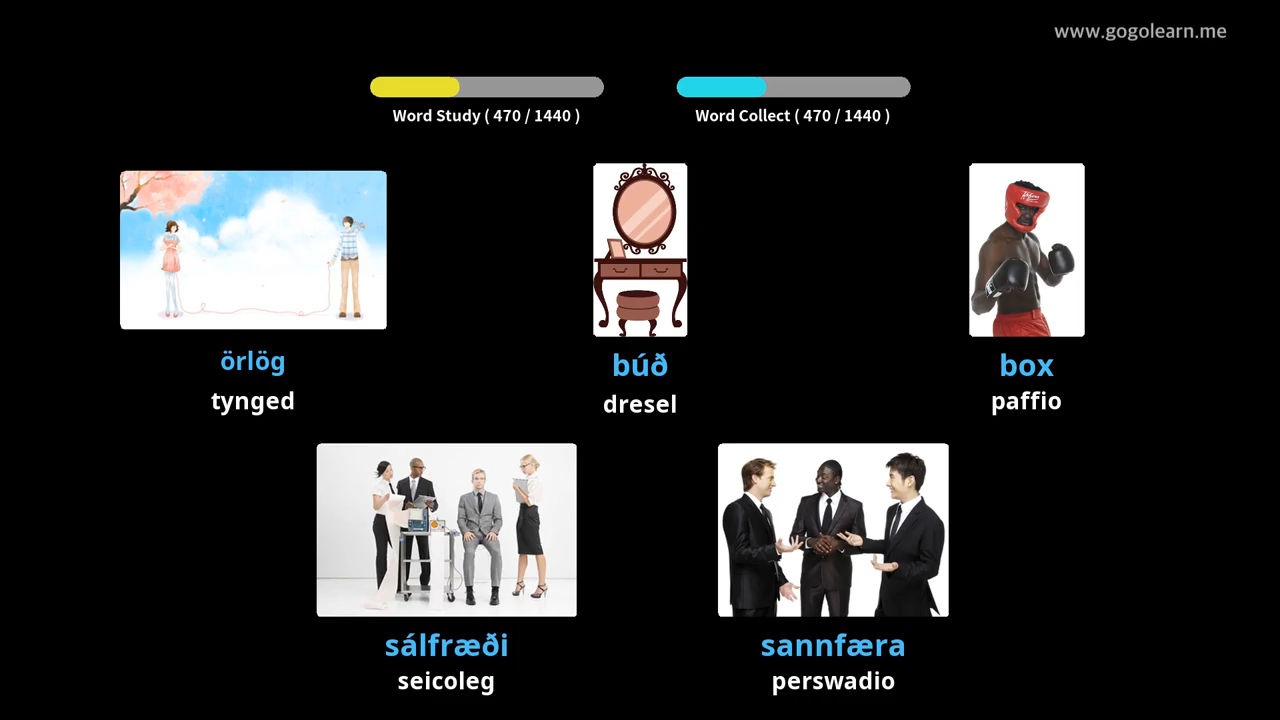 www.gogolearn.me
Word Study ( 470 / 1440 )
Word Collect ( 470 / 1440 )
örlög
tynged
búð
dresel
box
paffio
sálfræði
seicoleg
sannfæra
perswadio